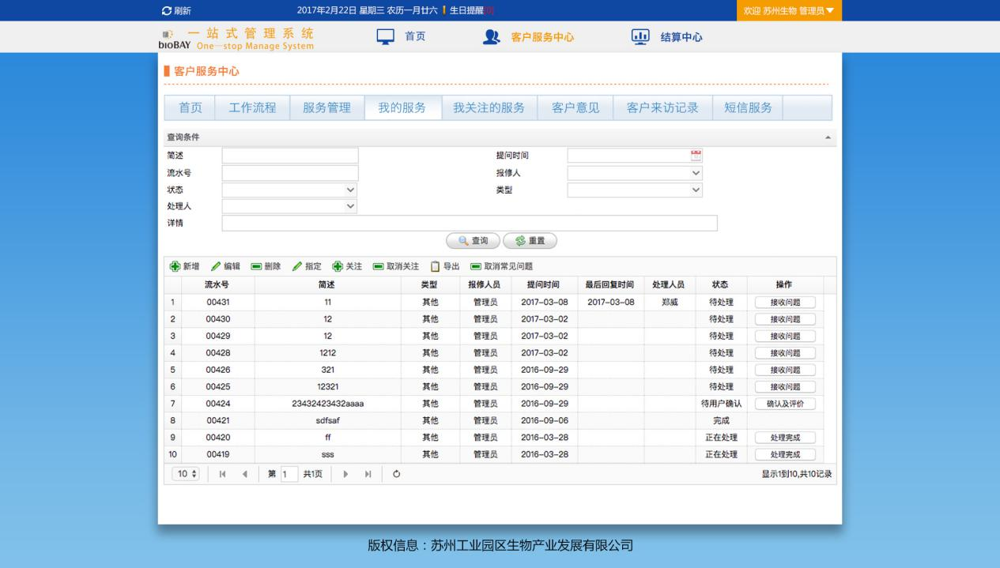 刷新 2017年2月22日 星期三 农历一月廿六 生日提醒[0] 欢迎 苏州生物 管理员
bioBAY 一站式管理系统 首页 客户服务中心 结算中心
One—stop Manage System
客户服务中心
首页 工作流程 服务管理 我的服务 我关注的服务 客户意见 客户来访记录 短信服务
查询条件
简述 提问时间
流水号 报修人
状态 类型
处理人
详情
查询 重置
新增 编辑 删除 指定 关注 取消关注 导出 取消常见问题
流水号 简述 类型 报修人员 提问时间 最后回复时间 处理人员 状态 操作
1 00431 11 其他 管理员 2017-03-08 2017-03-08 郑威 待处理 接收问题
2 00430 12 其他 管理员 2017-03-02 待处理 接收问题
3 00429 12 其他 管理员 2017-03-02 待处理 接收问题
4 00428 1212 其他 管理员 2017-03-02 待处理 接收问题
5 00426 321 其他 管理员 2016-09-29 待处理 接收问题
6 00425 12321 其他 管理员 2016-09-29 待处理 接收问题
7 00424 23432423432aaaa 其他 管理员 2016-09-29 待用户确认 确认及评价
8 00421 sdfsaf 其他 管理员 2016-09-06 完成
9 00420 ff 其他 管理员 2016-03-28 正在处理 处理完成
10 00419 sss 其他 管理员 2016-03-28 正在处理 处理完成
10 第 1 共1页 显示1到10,共10记录
版权信息：苏州工业园区生物产业发展有限公司